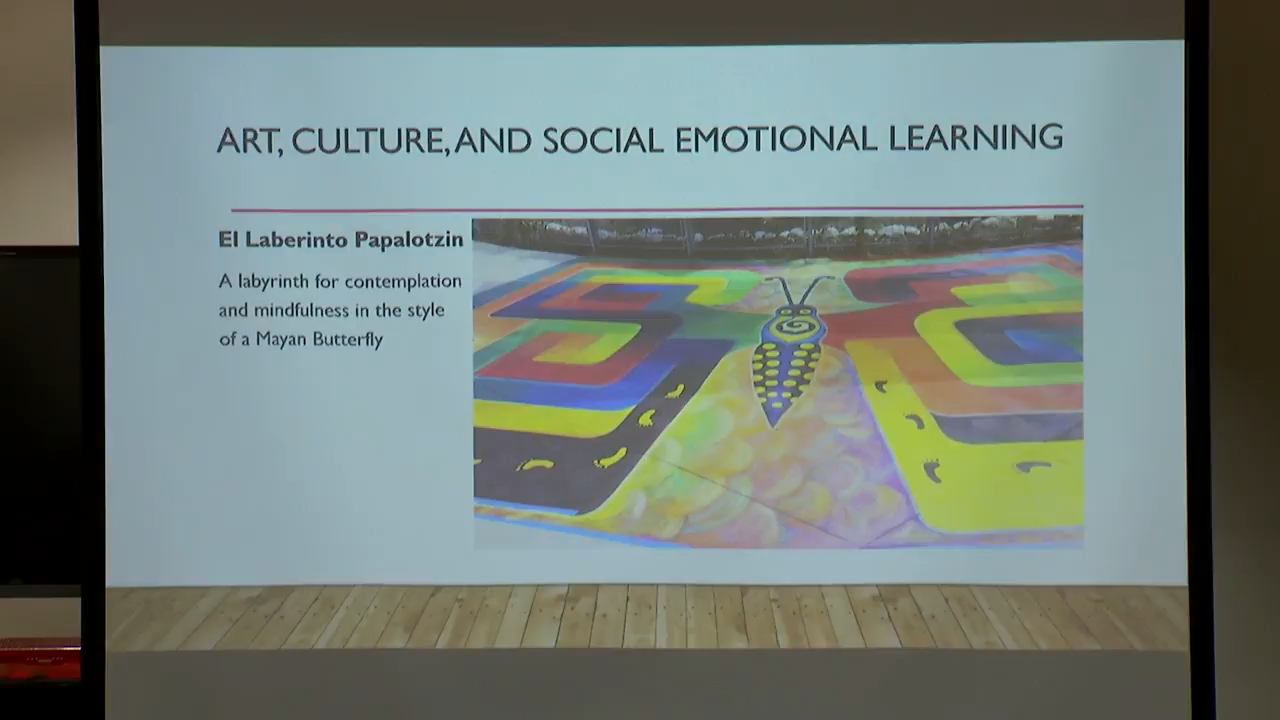 ART, CULTURE, AND SOCIAL EMOTIONAL LEARNING
El Laberinto Papalotzin
A labyrinth for contemplation
and mindfulness in the style
of a Mayan Butterfly